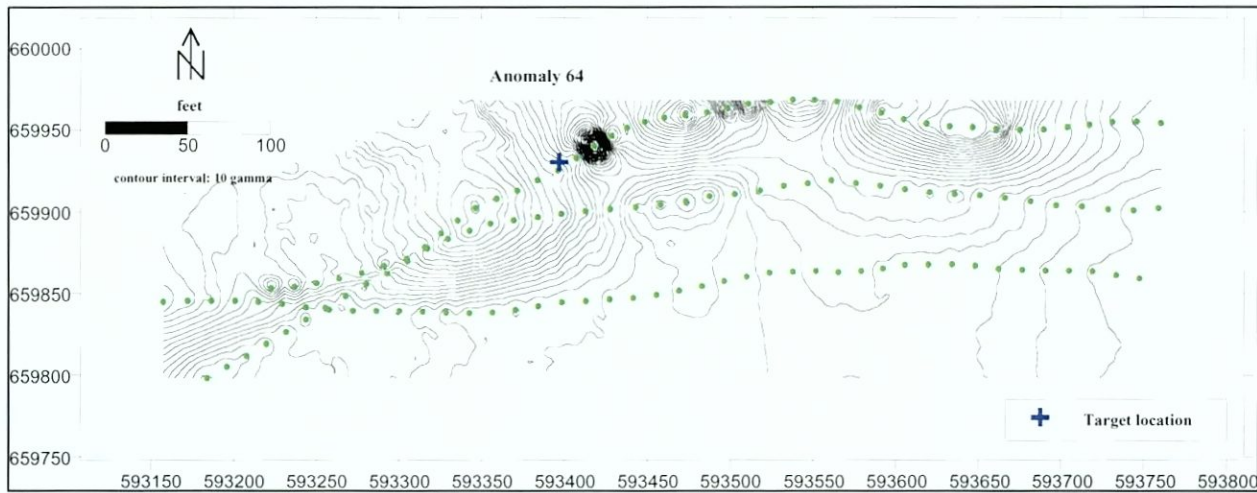 660000
659950
659900
659850
659800
659750
N
Anomaly 64
feet
0 50 100
contour interval: 10 gamma
Target location
593150 593200 593250 593300 593350 593400 593450 593500 593550 593600 593650 593700 593750 593800